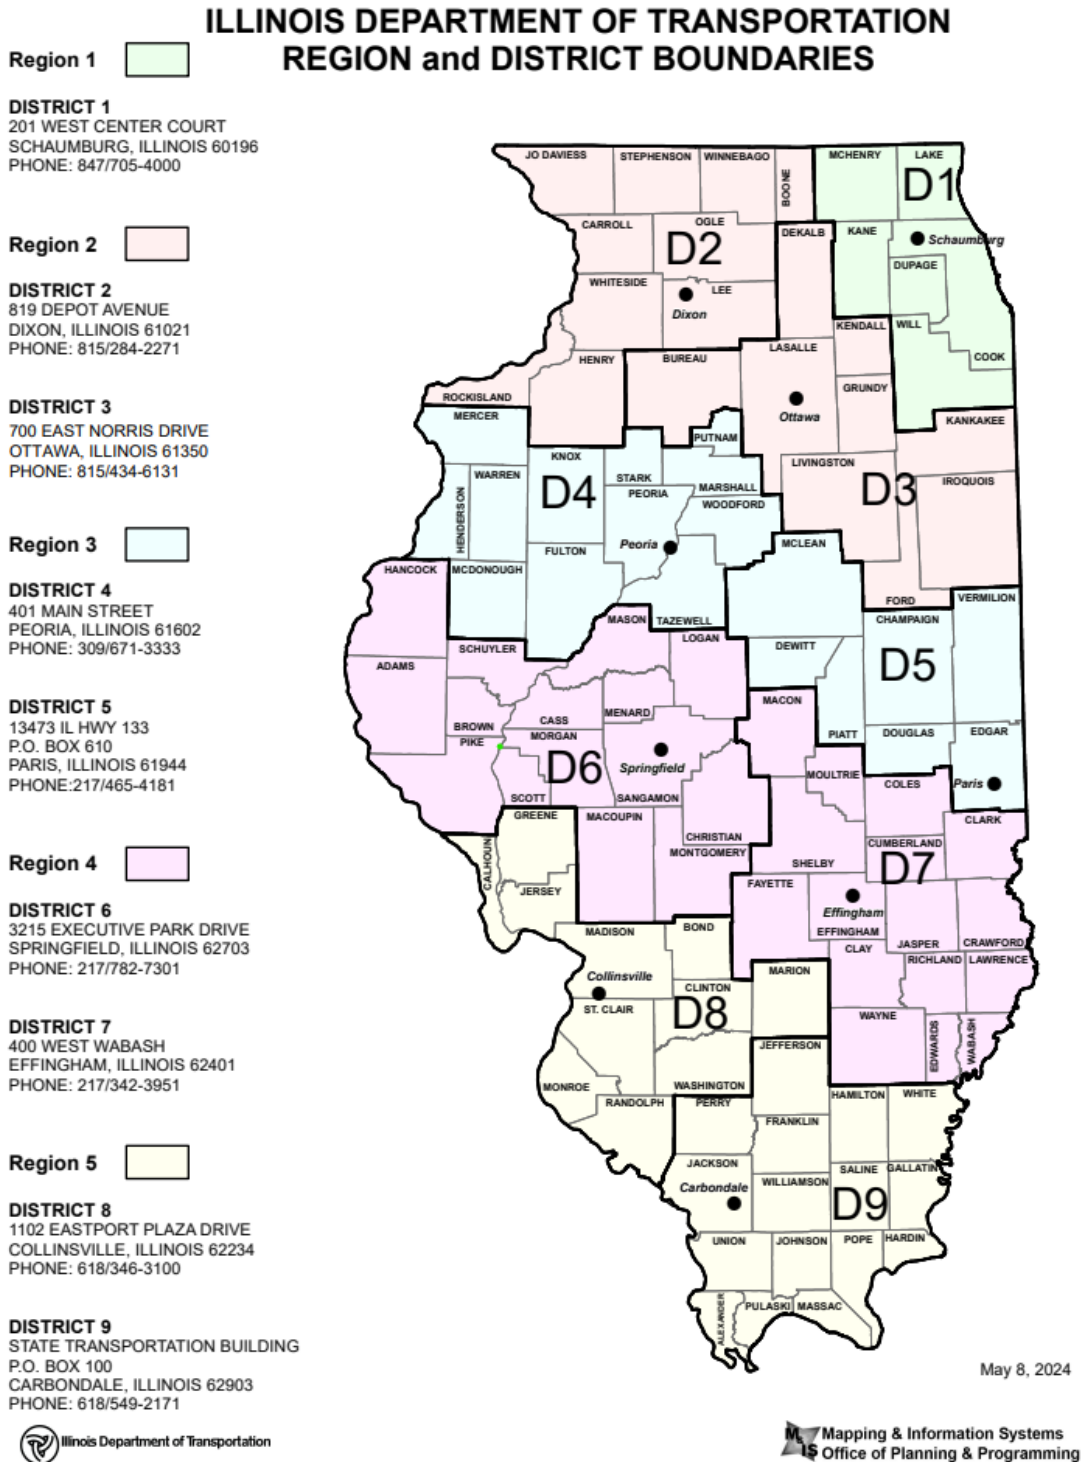 ILLINOIS DEPARTMENT OF TRANSPORTATION
REGION and DISTRICT BOUNDARIES
Region 1
DISTRICT 1
201 WEST CENTER COURT
SCHAUMBURG, ILLINOIS 60196
PHONE: 847/705-4000
Region 2
DISTRICT 2
819 DEPOT AVENUE
DIXON, ILLINOIS 61021
PHONE: 815/284-2271
DISTRICT 3
700 EAST NORRIS DRIVE
OTTAWA, ILLINOIS 61350
PHONE: 815/434-6131
Region 3
DISTRICT 4
401 MAIN STREET
PEORIA, ILLINOIS 61602
PHONE: 309/671-3333
DISTRICT 5
13473 IL HWY 133
P.O. BOX 610
PARIS, ILLINOIS 61944
PHONE:217/465-4181
Region 4
DISTRICT 6
3215 EXECUTIVE PARK DRIVE
SPRINGFIELD, ILLINOIS 62703
PHONE: 217/782-7301
DISTRICT 7
400 WEST WABASH
EFFINGHAM, ILLINOIS 62401
PHONE: 217/342-3951
Region 5
DISTRICT 8
1102 EASTPORT PLAZA DRIVE
COLLINSVILLE, ILLINOIS 62234
PHONE: 618/346-3100
DISTRICT 9
STATE TRANSPORTATION BUILDING
P.O. BOX 100
CARBONDALE, ILLINOIS 62903
PHONE: 618/549-2171
JO DAVIESS
STEPHENSON
WINNEBAGO
BOONE
MCHENRY
LAKE
D1
CARROLL
OGLE
D2
DEKALB
KANE
Schaumburg
DUPAGE
WHITESIDE
LEE
Dixon
KENDALL
WILL
COOK
HENRY
BUREAU
LASALLE
GRUNDY
ROCKISLAND
Ottawa
MERCER
KANKAKEE
PUTNAM
KNOX
WARREN
HENDERSON
D4
STARK
PEORIA
MARSHALL
WOODFORD
LIVINGSTON
D3
IROQUOIS
Peoria
FULTON
MCLEAN
HANCOCK
MCDONOUGH
FORD
VERMILION
MASON
TAZEWELL
CHAMPAIGN
SCHUYLER
LOGAN
DEWITT
D5
ADAMS
MACON
MENARD
CASS
BROWN
PIKE
MORGAN
PIATT
DOUGLAS
EDGAR
D6
Springfield
MOULTRIE
COLES
Paris
SCOTT
SANGAMON
GREENE
MACOUPIN
CHRISTIAN
CLARK
CALHOUN
MONTGOMERY
CUMBERLAND
SHELBY
D7
JERSEY
FAYETTE
Effingham
EFFINGHAM
MADISON
BOND
CLAY
JASPER
CRAWFORD
RICHLAND
LAWRENCE
Collinsville
MARION
CLINTON
ST. CLAIR
D8
WAYNE
EDWARDS
WABASH
JEFFERSON
MONROE
WASHINGTON
RANDOLPH
PERRY
HAMILTON
WHITE
FRANKLIN
JACKSON
Carbondale
WILLIAMSON
SALINE
GALLATIN
D9
UNION
JOHNSON
POPE
HARDIN
ALEXANDER
PULASKI
MASSAC
May 8, 2024
Illinois Department of Transportation
M&IS
Mapping & Information Systems
Office of Planning & Programming